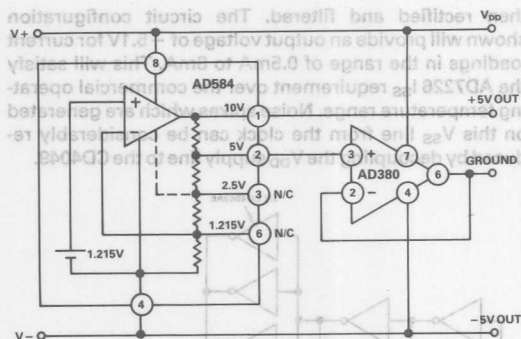 then rectified and filtered. The circuit configuration
shown will provide an output voltage of –5.1V for current
loadings in the range of 0.5mA to 6mA. This will satisfy
the AD7226 ISS requirement over the commercial operat-
ing temperature range. Noise spikes which are generated
on this VSS line from the clock can be considerably re-
duced by decoupling the VDD supply line to the CD4049.
V+
VDD
8
AD584
+
10V
1
+5V OUT
5V
2
3
+
7
GROUND
AD380
6
2.5V
3
N/C
2
–
4
1.215V
6
N/C
1.215V
4
V–
–5V OUT